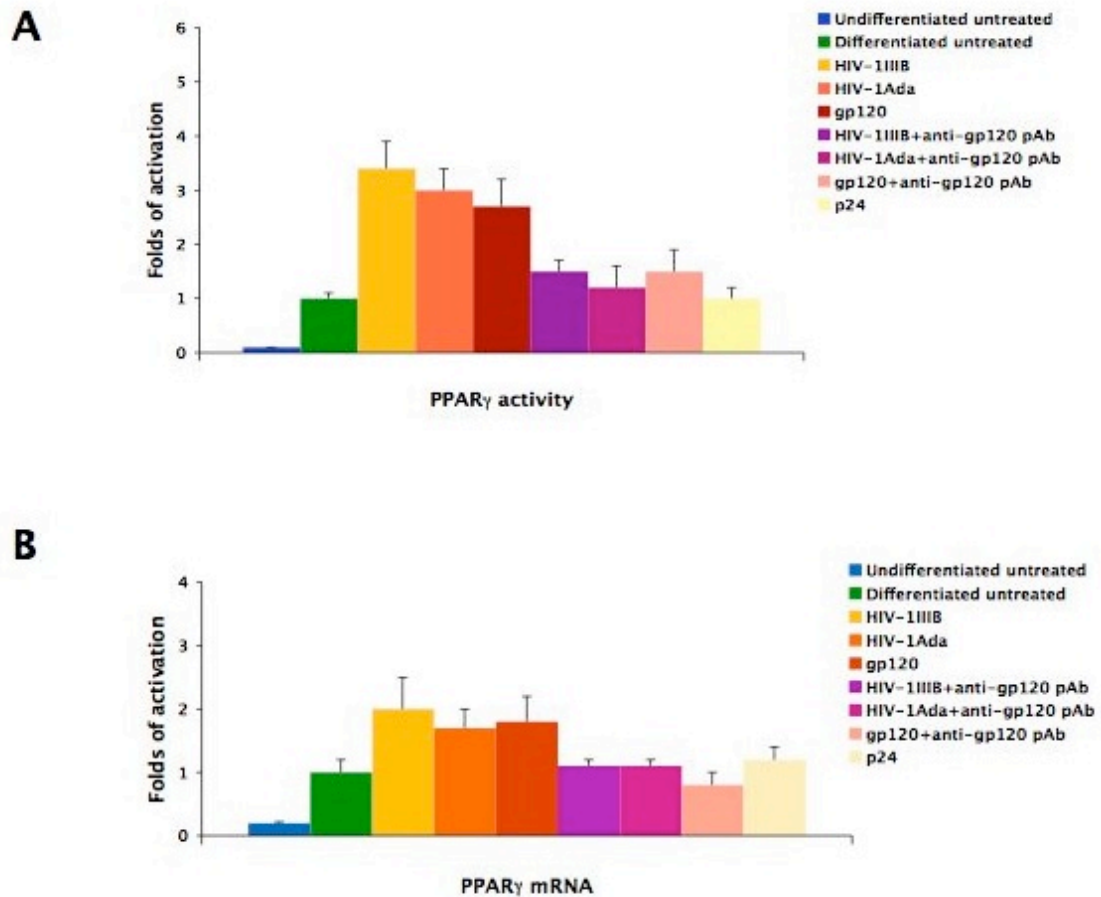 A
Folds of activation
6
5
4
3
2
1
0
PPARγ activity
Undifferentiated untreated
Differentiated untreated
HIV-1IIIB
HIV-1Ada
gp120
HIV-1IIIB+anti-gp120 pAb
HIV-1Ada+anti-gp120 pAb
gp120+anti-gp120 pAb
p24
B
Folds of activation
4
3
2
1
0
PPARγ mRNA
Undifferentiated untreated
Differentiated untreated
HIV-1IIIB
HIV-1Ada
gp120
HIV-1IIIB+anti-gp120 pAb
HIV-1Ada+anti-gp120 pAb
gp120+anti-gp120 pAb
p24